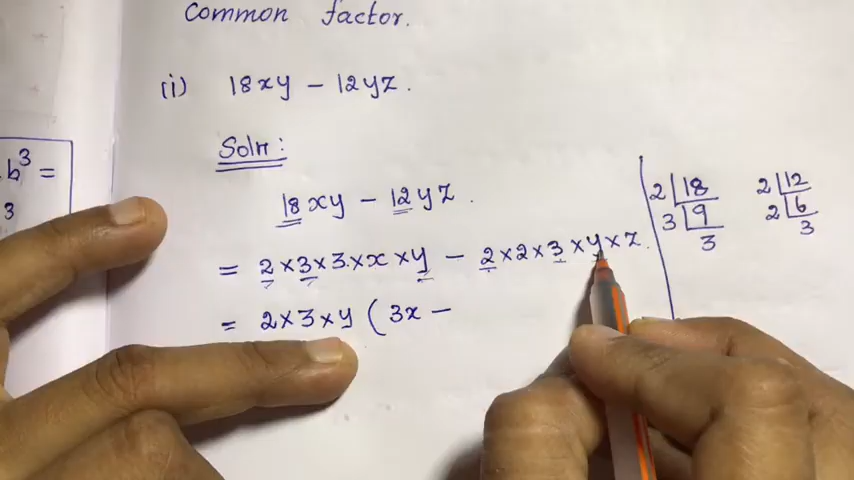 Common factor.
(i) 18xy - 12yz.
Soln:
18xy - 12yz.
= 2×3×3×x×y - 2×2×3×y×z.
= 2×3×y (3x -
b³ =
3
2 | 18
3 | 9
3
2 | 12
2 | 6
3